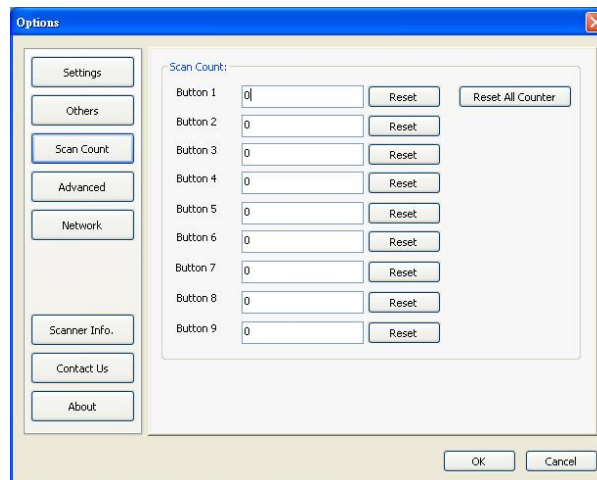 Options
Settings
Others
Scan Count
Advanced
Network
Scanner Info.
Contact Us
About
Scan Count:
Button 1 0 Reset Reset All Counter
Button 2 0 Reset
Button 3 0 Reset
Button 4 0 Reset
Button 5 0 Reset
Button 6 0 Reset
Button 7 0 Reset
Button 8 0 Reset
Button 9 0 Reset
OK Cancel